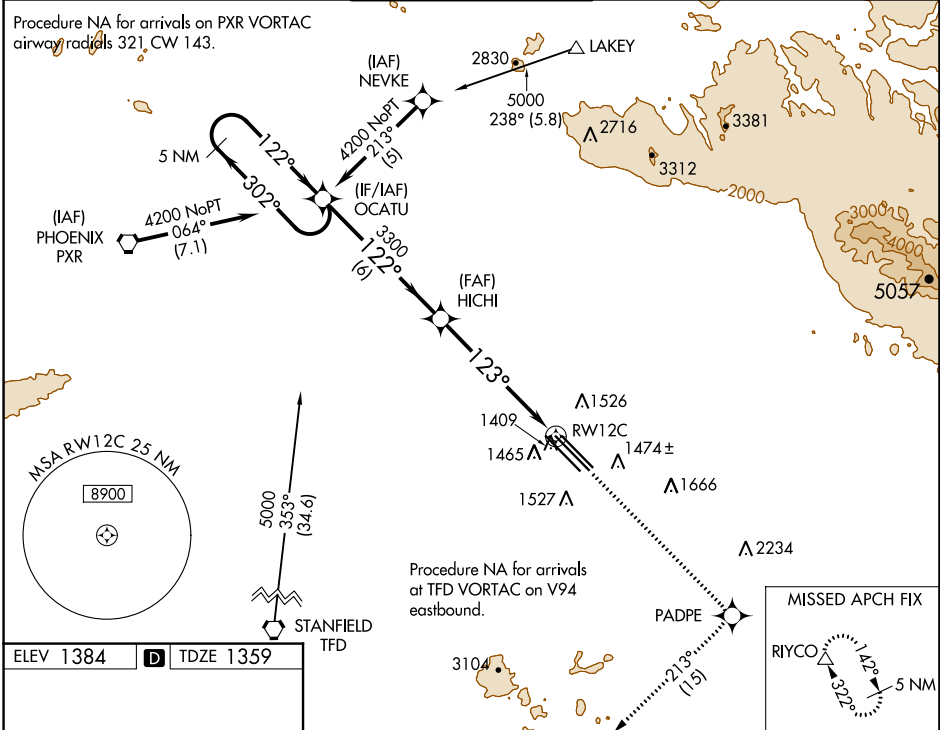 Procedure NA for arrivals on PXR VORTAC
airway radials 321 CW 143.
(IAF)
NEVKE
2830
LAKEY
5000
238° (5.8)
4200 NoPT
213°
(5)
2716
3381
3312
2000
3000
4000
5057
5 NM
122°
302°
(IF/IAF)
OCATU
(IAF)
PHOENIX
PXR
4200 NoPT
064°
(7.1)
3300
122°
(6)
(FAF)
HICHI
123°
1526
1409
RW12C
1465
1474±
1527
1666
2234
MSA RW12C 25 NM
8900
5000
353°
(34.6)
Procedure NA for arrivals
at TFD VORTAC on V94
eastbound.
STANFIELD
TFD
PADPE
213°
(15)
3104
MISSED APCH FIX
RIYCO
142°
322°
5 NM
ELEV 1384 D TDZE 1359